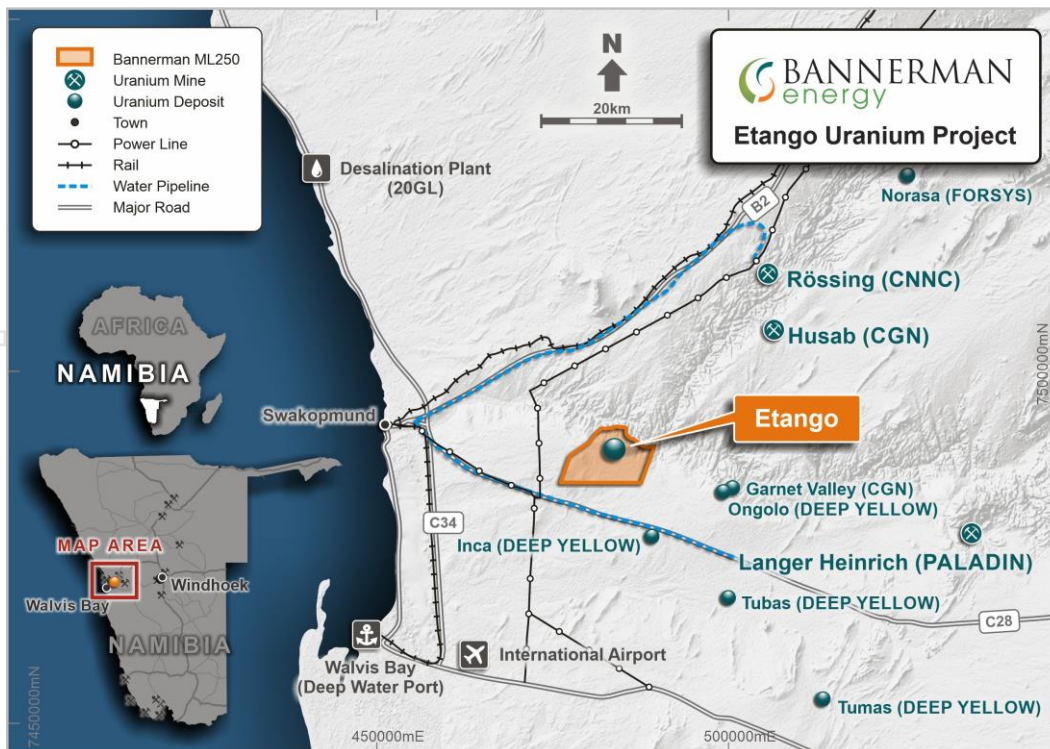 Bannerman ML250
Uranium Mine
Uranium Deposit
Town
Power Line
Rail
Water Pipeline
Major Road
N
20km
BANNERMAN
energy
Etango Uranium Project
Desalination Plant
(20GL)
B2
Norasa (FORSYS)
Rössing (CNNC)
Husab (CGN)
7500000mN
AFRICA
NAMIBIA
Swakopmund
Etango
Garnet Valley (CGN)
Ongolo (DEEP YELLOW)
C34
Inca (DEEP YELLOW)
Langer Heinrich (PALADIN)
MAP AREA
Windhoek
Walvis Bay
NAMIBIA
Tubas (DEEP YELLOW)
C28
Walvis Bay
(Deep Water Port)
International Airport
Tumas (DEEP YELLOW)
7450000mN
450000mE
500000mE